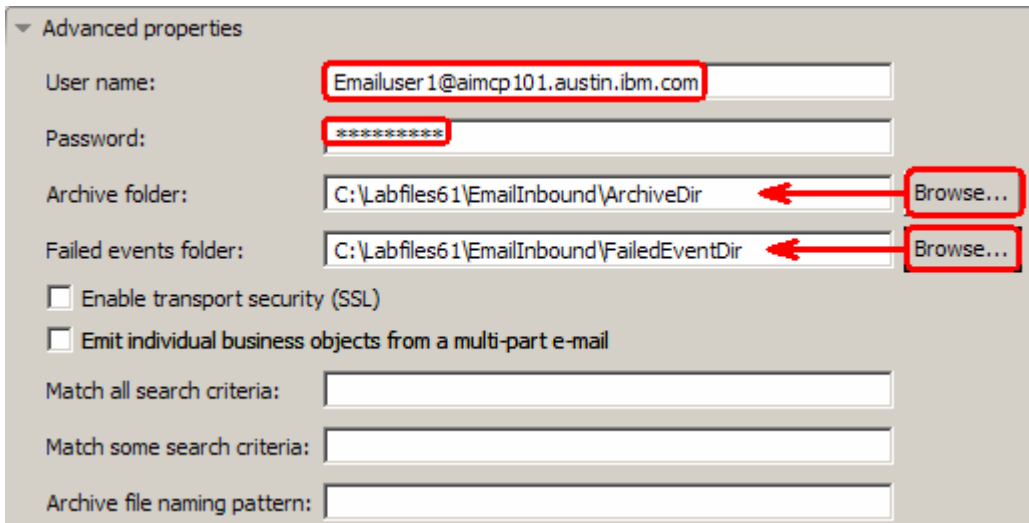 Advanced properties
User name: Emailuser1@aimcp101.austin.ibm.com
Password: *********
Archive folder: C:\Labfiles61\EmailInbound\ArchiveDir Browse...
Failed events folder: C:\Labfiles61\EmailInbound\FailedEventDir Browse...
Enable transport security (SSL)
Emit individual business objects from a multi-part e-mail
Match all search criteria:
Match some search criteria:
Archive file naming pattern: